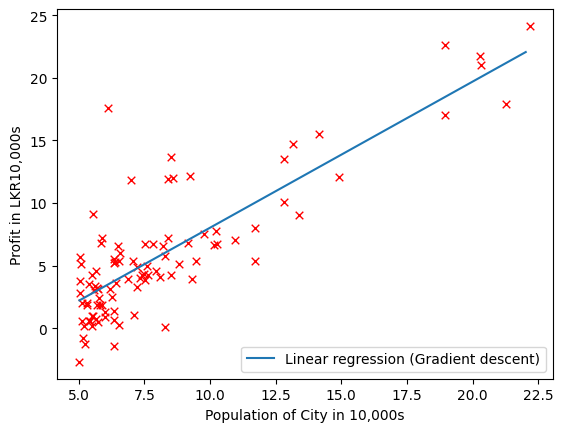 25
20
15
10
5
0
Profit in LKR10,000s
Linear regression (Gradient descent)
5.0 7.5 10.0 12.5 15.0 17.5 20.0 22.5
Population of City in 10,000s